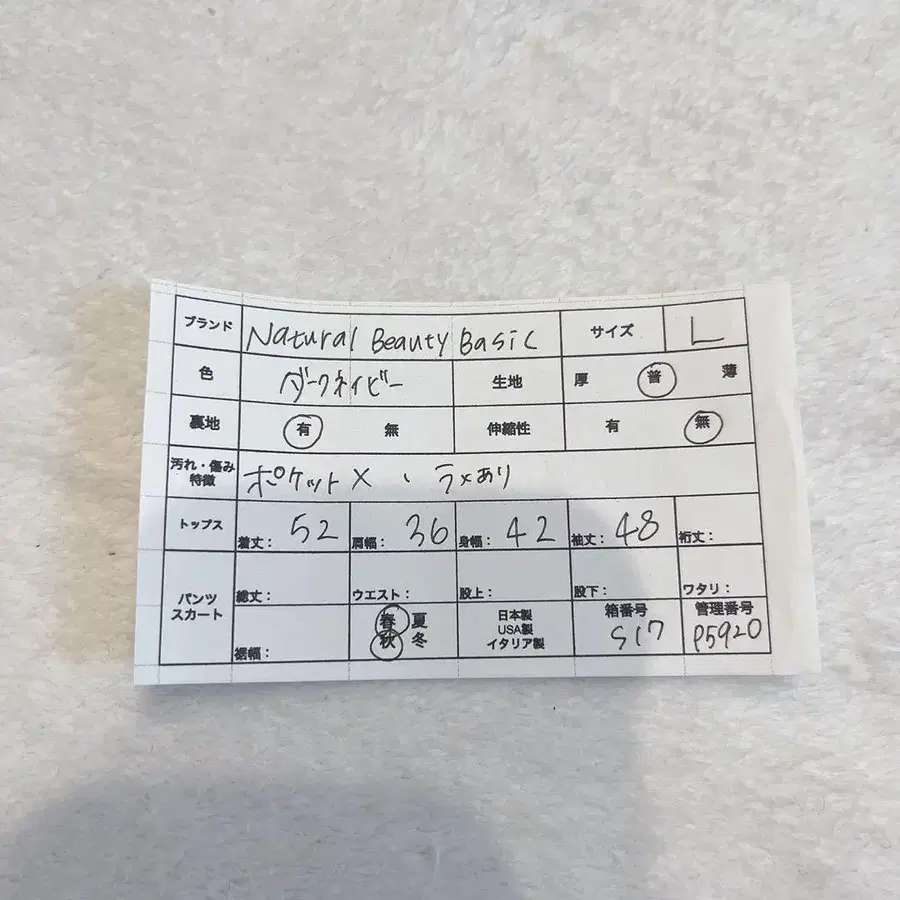 ブランド Natural Beauty Basic サイズ L
色 ダークネイビー 生地 厚 普 薄
裏地 有 無 伸縮性 有 無
汚れ・傷み
特徴 ポケット× 、 ラメあり
トップス 着丈: 52 肩幅: 36 身幅: 42 袖丈: 48 裄丈:
パンツ
スカート
総丈: ウエスト: 股上: 股下: ワタリ:
裾幅:
春 夏
秋 冬
日本製
USA製
イタリア製
箱番号
S17
管理番号
P5920